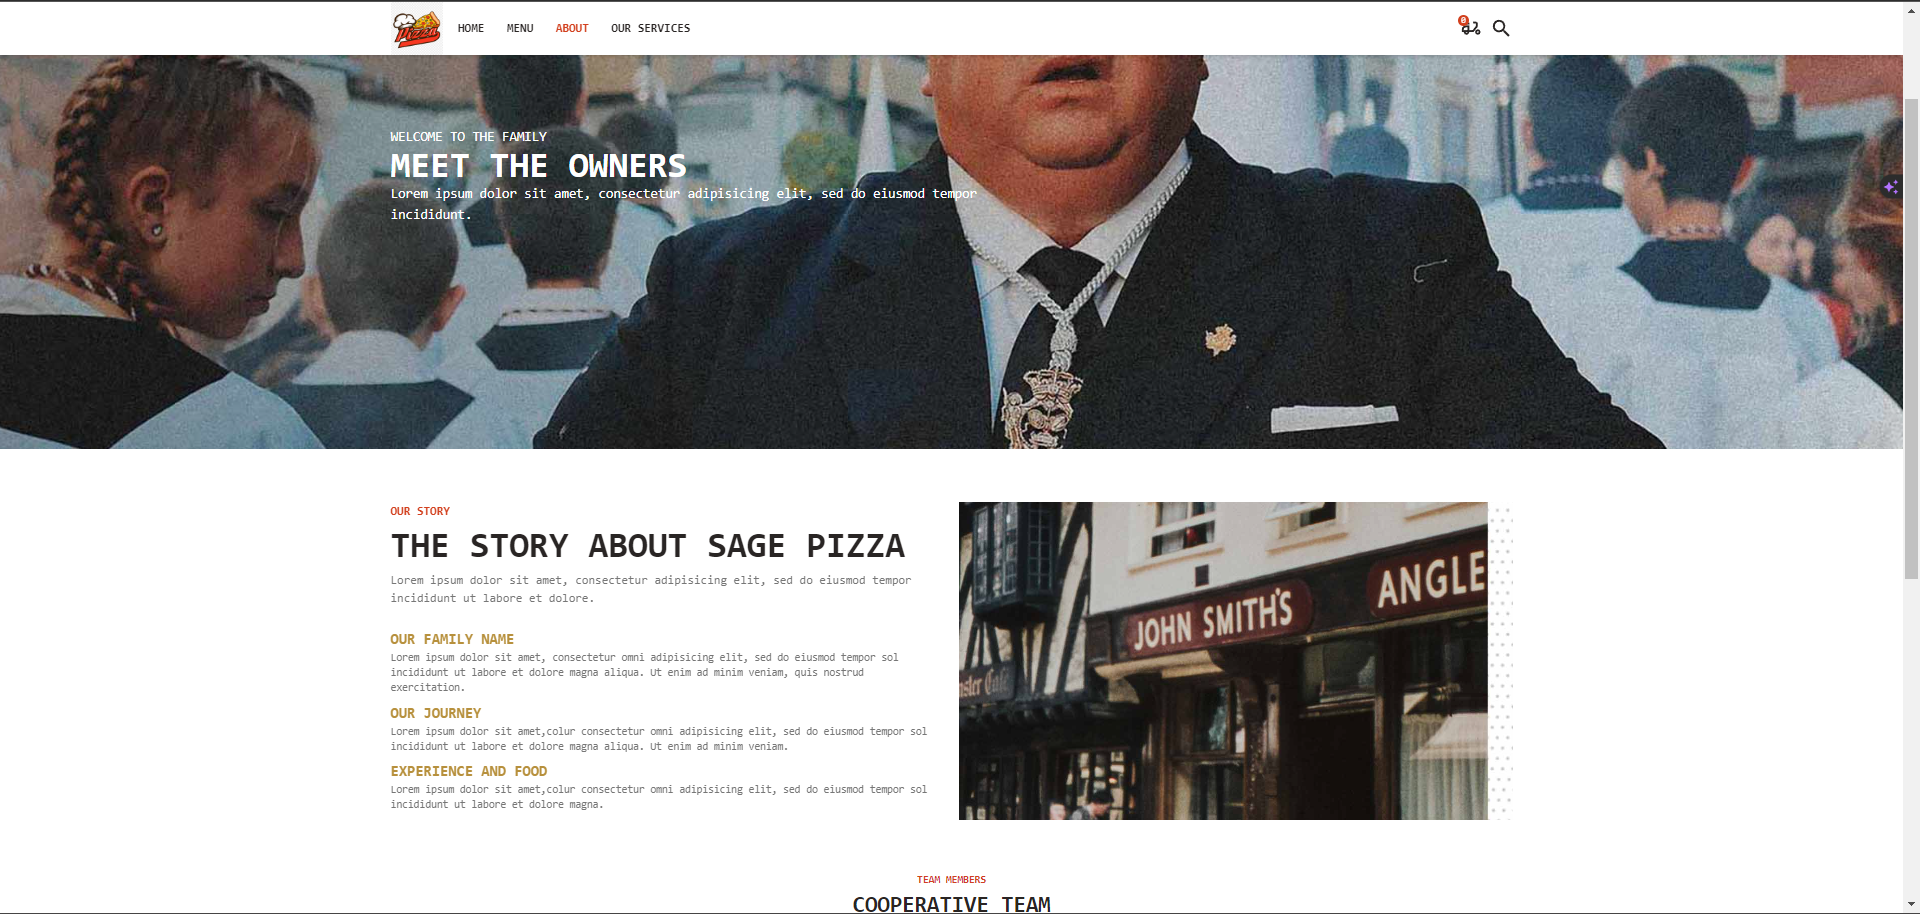 Pizza
HOME MENU ABOUT OUR SERVICES
0
WELCOME TO THE FAMILY
MEET THE OWNERS
Lorem ipsum dolor sit amet, consectetur adipisicing elit, sed do eiusmod tempor
incididunt.
OUR STORY
THE STORY ABOUT SAGE PIZZA
Lorem ipsum dolor sit amet, consectetur adipisicing elit, sed do eiusmod tempor
incididunt ut labore et dolore.
OUR FAMILY NAME
Lorem ipsum dolor sit amet, consectetur omni adipisicing elit, sed do eiusmod tempor sol
incididunt ut labore et dolore magna aliqua. Ut enim ad minim veniam, quis nostrud
exercitation.
OUR JOURNEY
Lorem ipsum dolor sit amet,colur consectetur omni adipisicing elit, sed do eiusmod tempor sol
incididunt ut labore et dolore magna aliqua. Ut enim ad minim veniam.
EXPERIENCE AND FOOD
Lorem ipsum dolor sit amet,colur consectetur omni adipisicing elit, sed do eiusmod tempor sol
incididunt ut labore et dolore magna.
JOHN SMITH'S
ANGLE
TEAM MEMBERS
COOPERATIVE TEAM